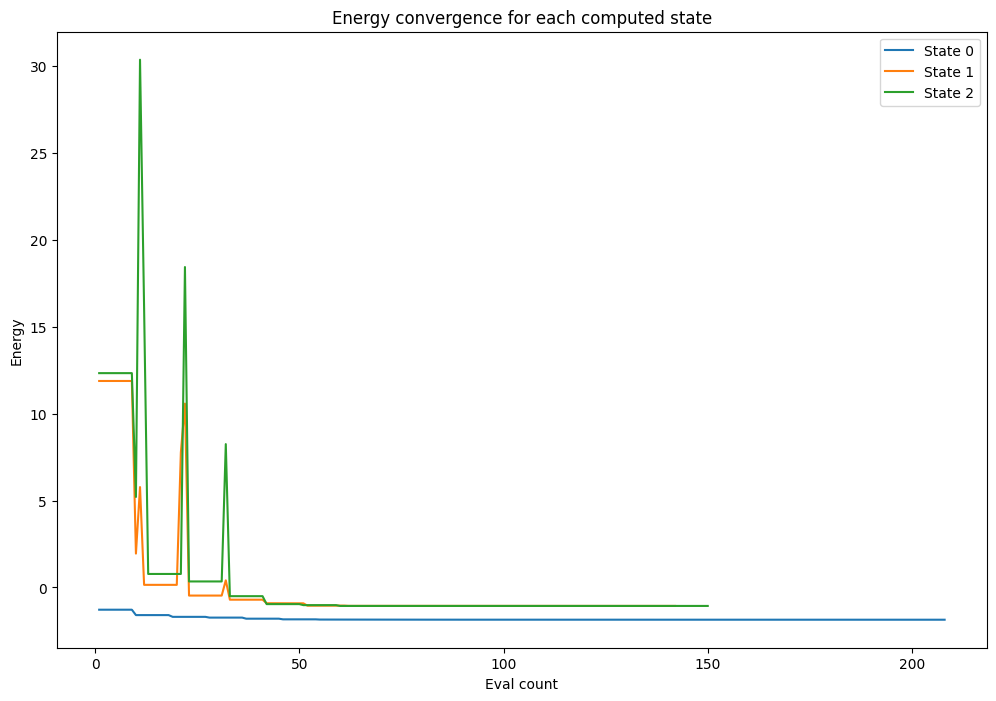 Energy convergence for each computed state
State 0
State 1
State 2
30
25
20
15
10
5
0
Energy
0
50
100
150
200
Eval count